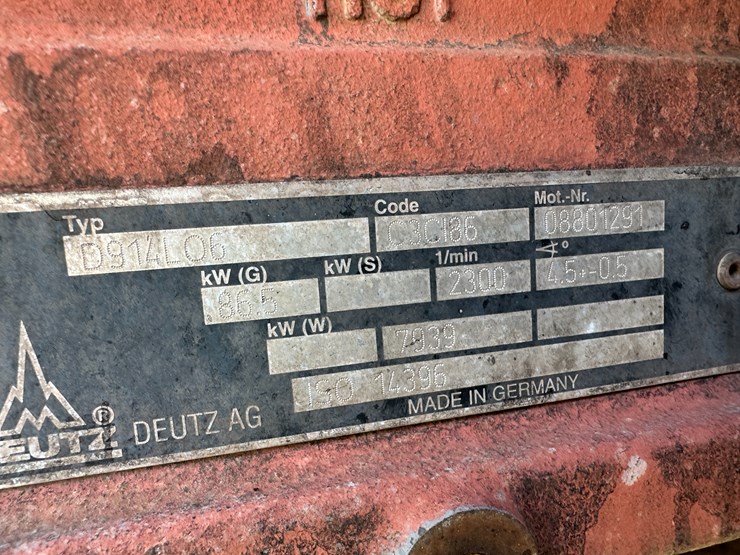 Typ Code Mot.-Nr.
D914L06 C3CI86 08801291
kW (G) kW (S) 1/min °
86.5 2300 4.5+-0.5
kW (W) 7939
ISO 14396
DEUTZ® DEUTZ AG MADE IN GERMANY